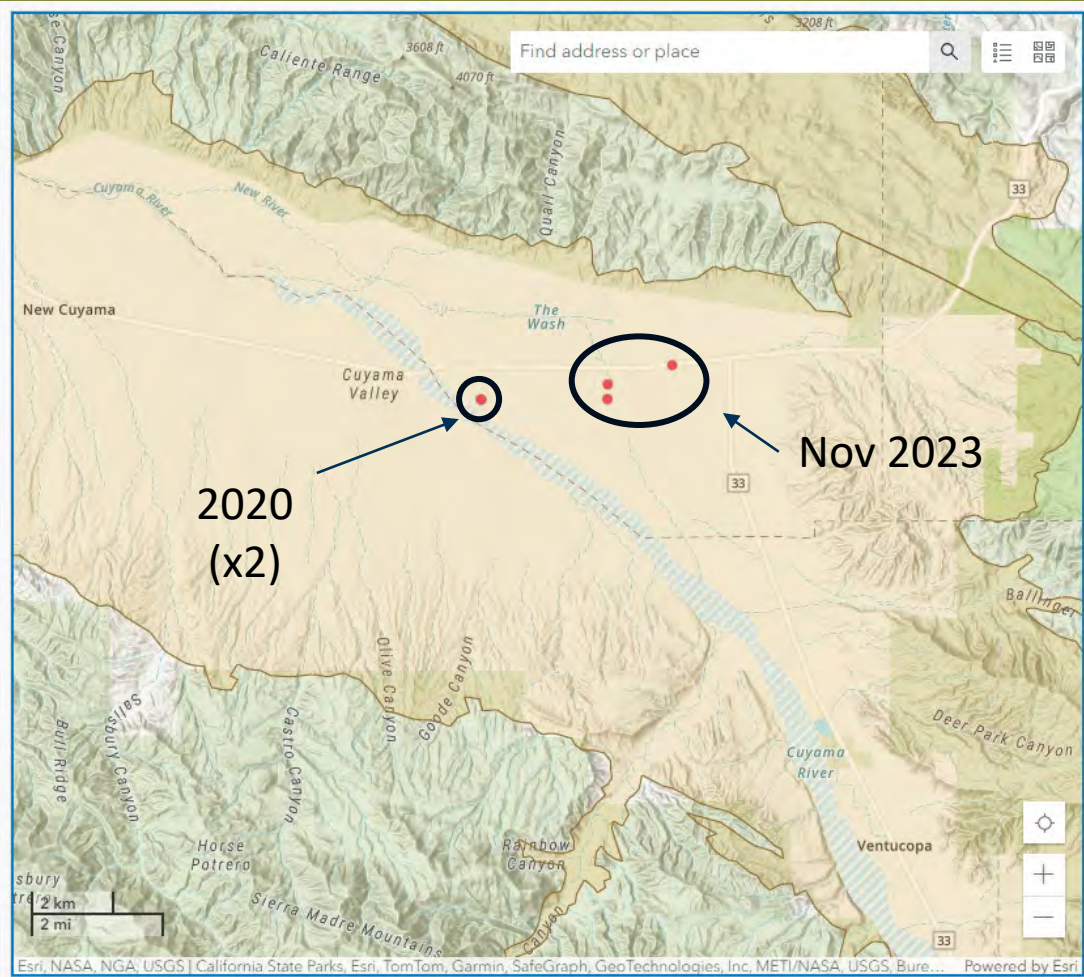 se Canyon
3208 ft
Caliente Range
3608 ft
4070 ft
Find address or place
Quail Canyon
33
Cuyama River
New River
New Cuyama
The
Wash
Cuyama
Valley
Nov 2023
33
2020
(x2)
Ballinger
Olive Canyon
Goode Canyon
Salisbury Canyon
Bull Ridge
Castro Canyon
Deer Park Canyon
Cuyama
River
Horse
Potrero
Rainbow
Canyon
Ventucopa
sbury
2 km
2 mi
Sierra Madre Mountains
Canyon
33
Esri, NASA, NGA, USGS | California State Parks, Esri, TomTom, Garmin, SafeGraph, GeoTechnologies, Inc, METI/NASA, USGS, Bure... Powered by Esri